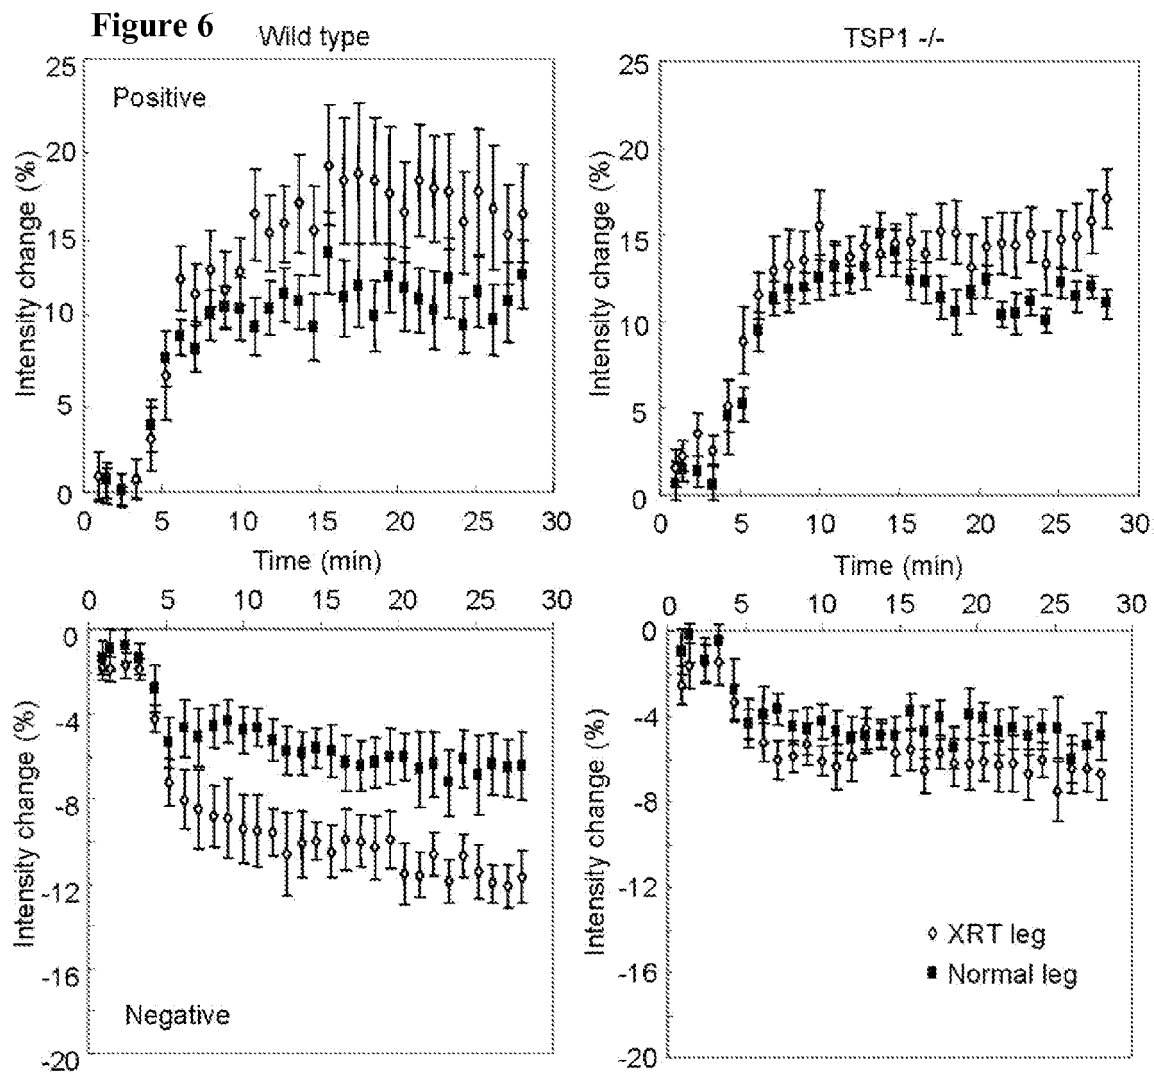 Figure 6
Wild type
TSP1 -/-
Positive
Intensity change (%)
25
20
15
10
5
0
0 5 10 15 20 25 30
Time (min)
Intensity change (%)
25
20
15
10
5
0
0 5 10 15 20 25 30
Time (min)
0 5 10 15 20 25 30
Intensity change (%)
0
-4
-8
-12
-16
-20
Negative
0 5 10 15 20 25 30
Intensity change (%)
0
-4
-8
-12
-16
-20
XRT leg
Normal leg